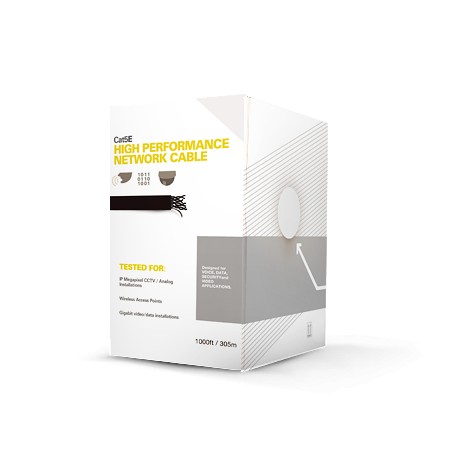 Cat5E
HIGH PERFORMANCE
NETWORK CABLE
1011
0110
1001
TESTED FOR:
IP Megapixel CCTV / Analog
Installations
Wireless Access Points
Gigabit video/data installations
Designed for
VOICE, DATA,
SECURITY and
VIDEO
APPLICATIONS.
1000ft / 305m